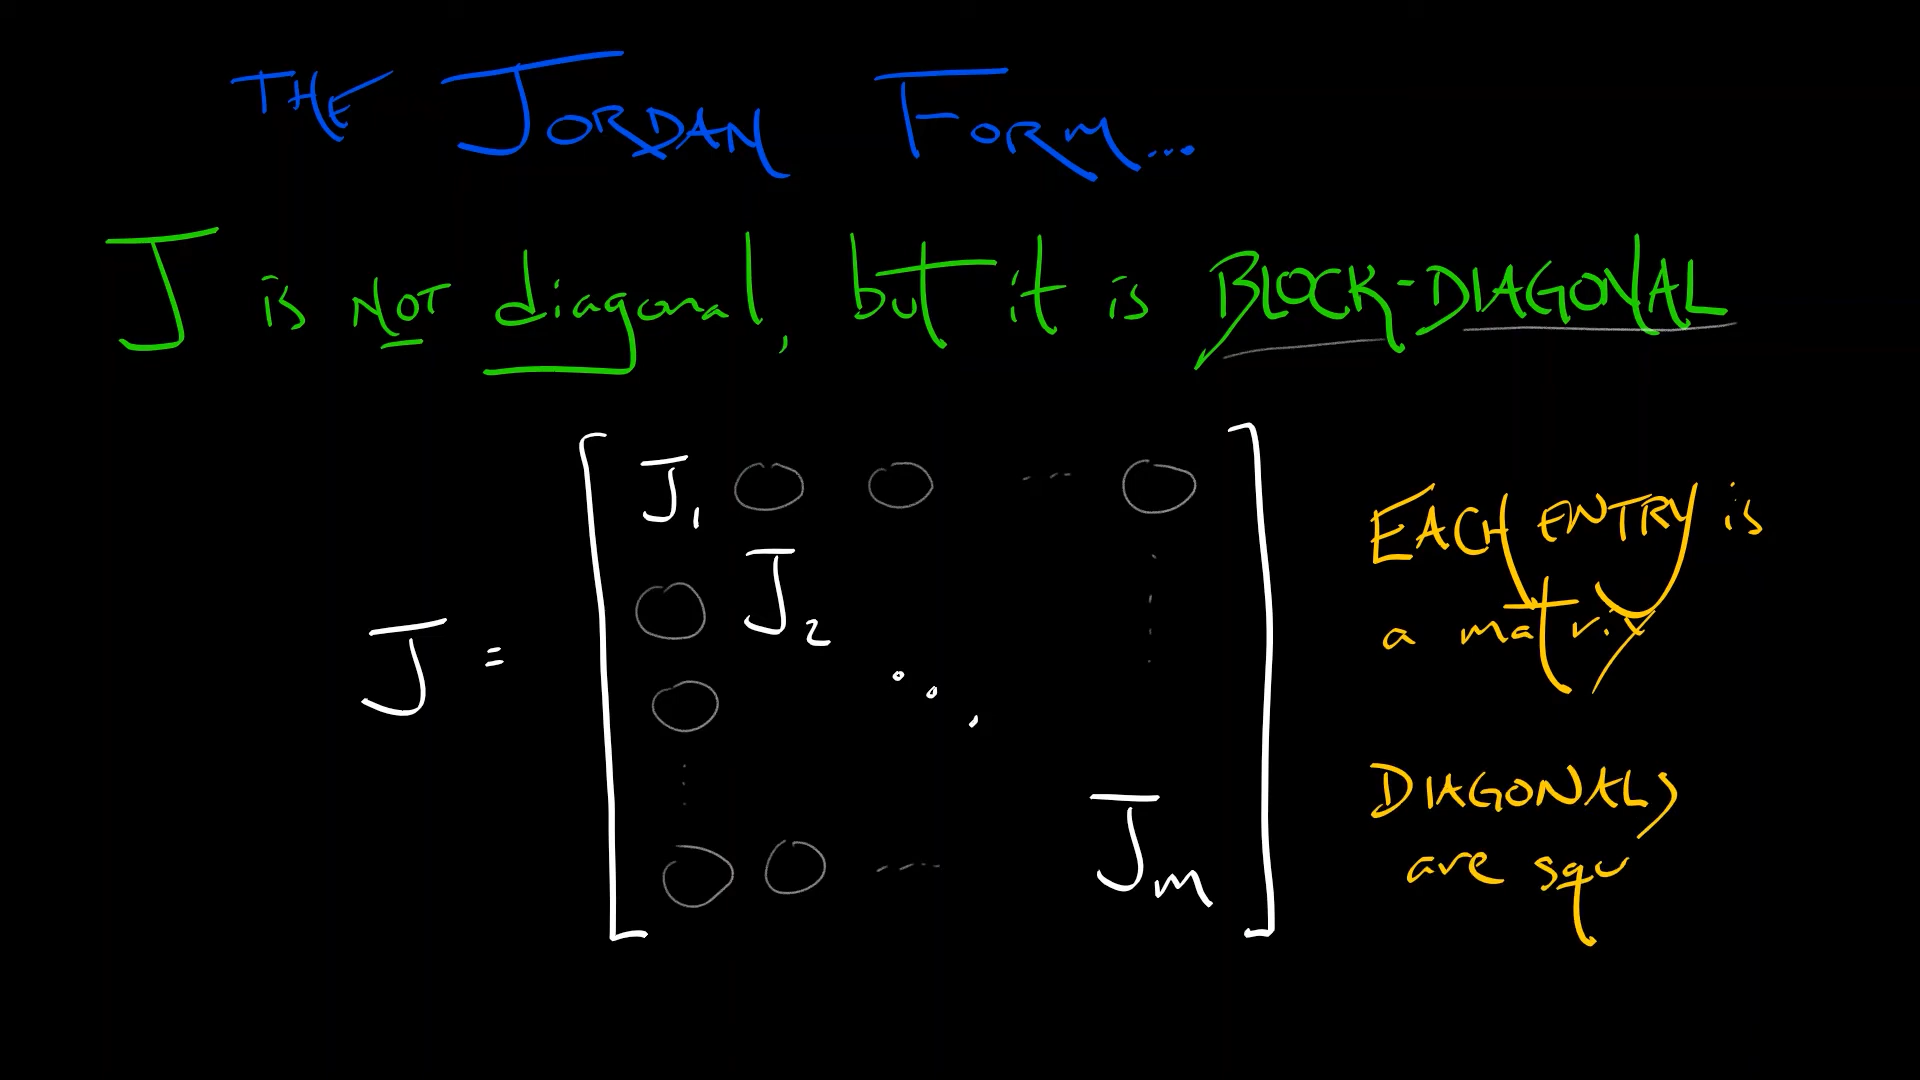 THE JORDAN FORM...
J is NOT diagonal, but it is BLOCK-DIAGONAL
J = [ J₁ 0 0 ... 0
0 J₂ ⋮
0 ⋱
⋮
0 0 ... Jₘ ]
EACH ENTRY is
a matrix
DIAGONALS
are squ